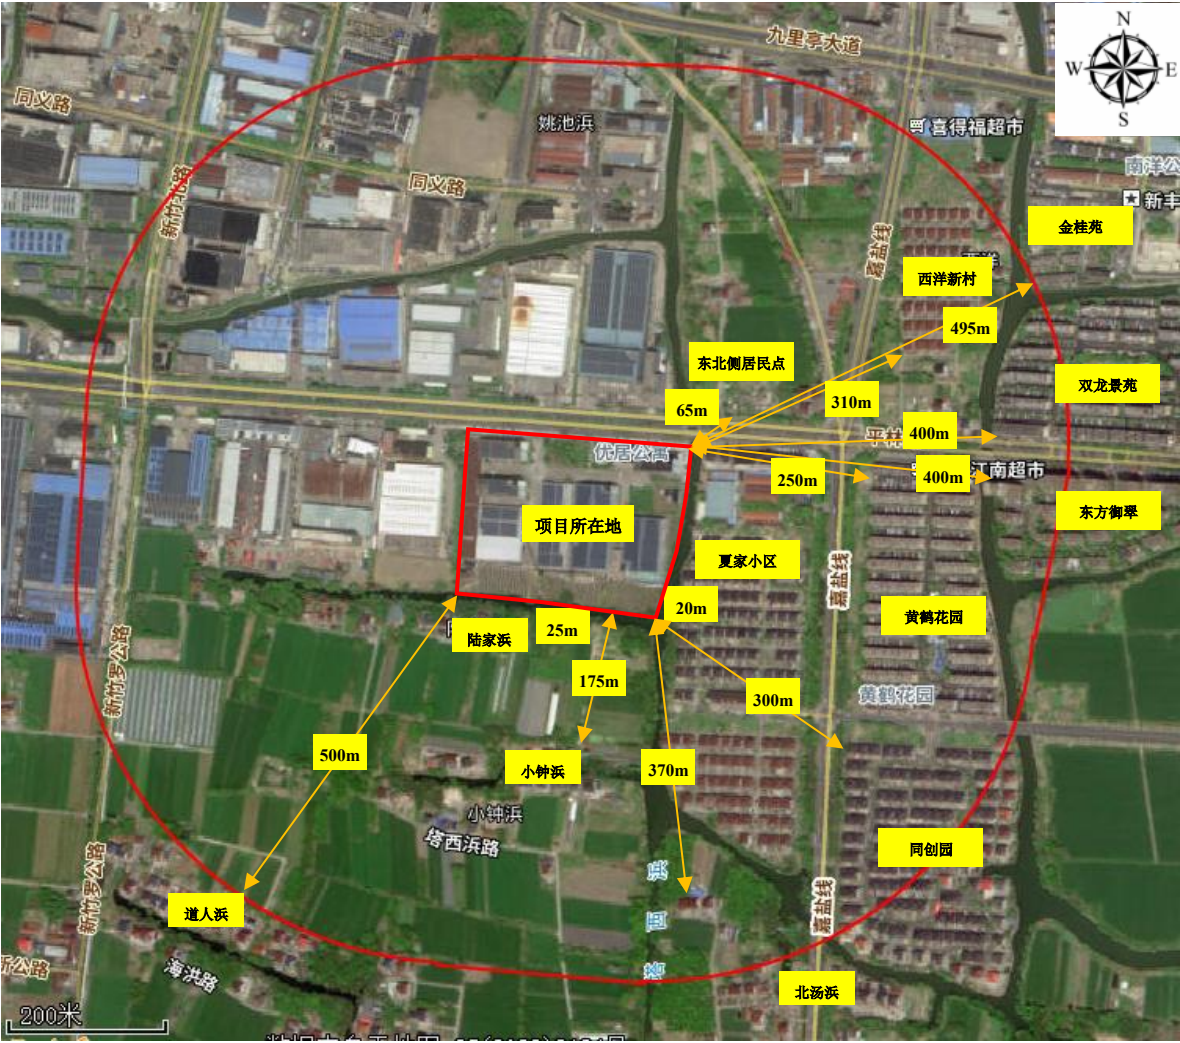 九里亭大道
N
W
E
S
同义路
姚池浜
喜得福超市
南洋公
新丰
同义路
新竹北路
金桂苑
嘉盐线
西洋新村
495m
东北侧居民点
双龙景苑
65m
310m
400m
平林
优居公寓
250m
400m
江南超市
项目所在地
东方御翠
夏家小区
嘉盐线
20m
黄鹤花园
25m
陆家浜
新竹罗公路
175m
黄鹤花园
300m
500m
小钟浜
370m
小钟浜
塔西浜路
同创园
新竹罗公路
塔西浜
道人浜
嘉盐线
海洪路
公路
北汤浜
200米